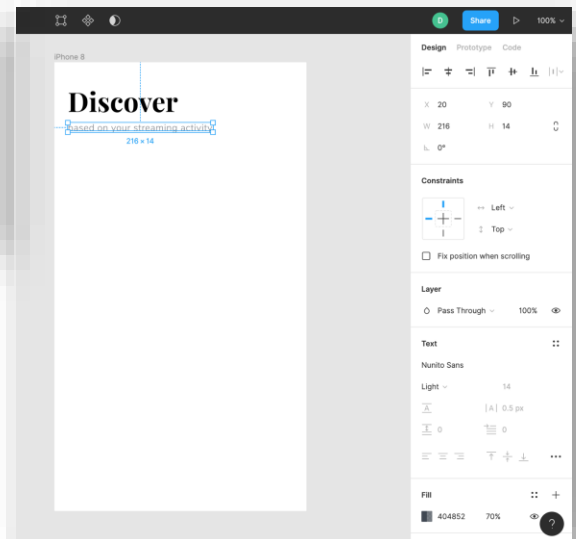 D Share 100%
Design Prototype Code
iPhone 8
Discover
based on your streaming activity
216 × 14
X 20 Y 90
W 216 H 14
0°
Constraints
Left
Top
Fix position when scrolling
Layer
Pass Through 100%
Text
Nunito Sans
Light 14
A |A| 0.5 px
0 0
Fill
404852 70%
?